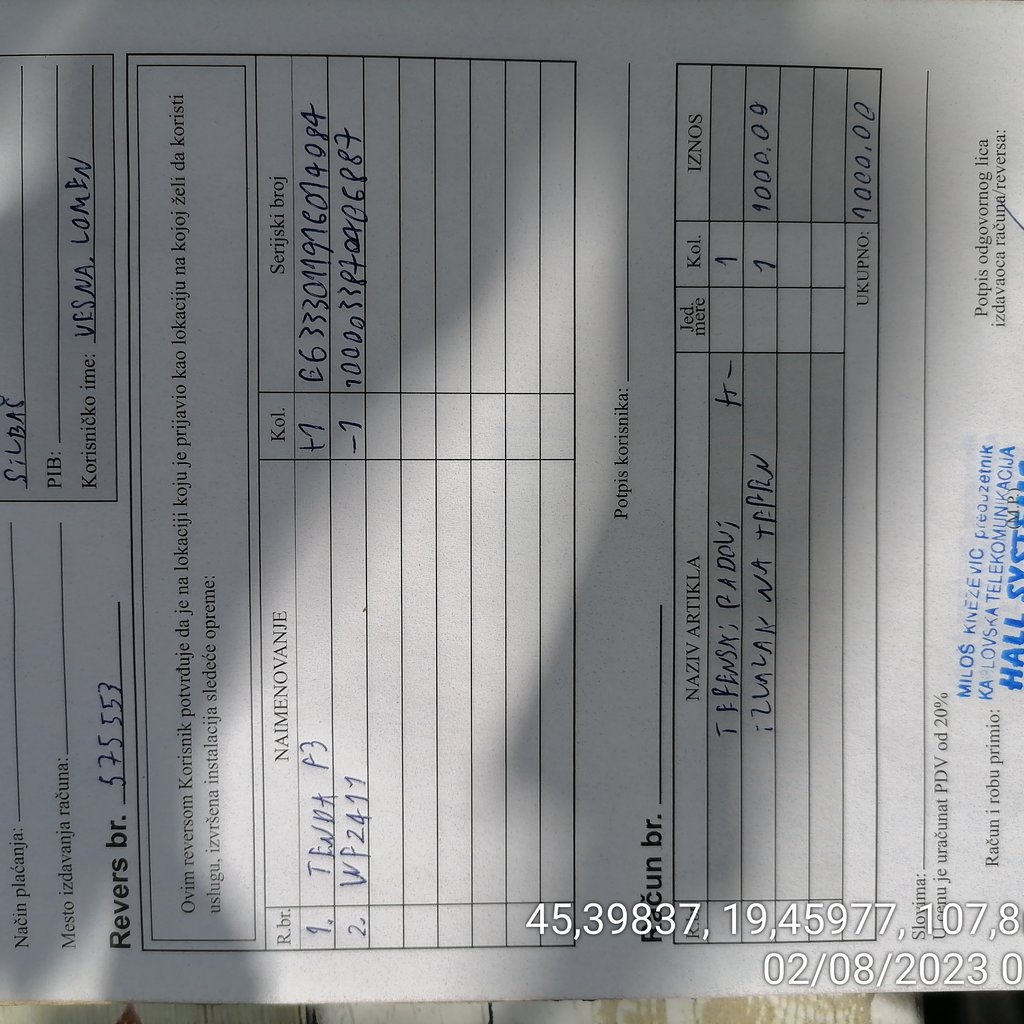 SILBAŠ
Način plaćanja:
PIB:
Mesto izdavanja računa:
Korisničko ime: VESNA.LOMEN
Revers br. 575553
Ovim reversom Korisnik potvrđuje da je na lokaciji koju je prijavio kao lokaciju na kojoj želi da koristi
uslugu, izvršena instalacija sledeće opreme:
R.br. NAIMENOVANJE Kol. Serijski broj
1. TENDA F3 +1 E6333011916014984
2. WF2411 -1
Potpis korisnika:
Račun br.
NAZIV ARTIKLA Jed. mere Kol. IZNOS
TERENSKI RADOVI 1
IZLAZAK NA TEREN 1 1000.00
UKUPNO: 1000.00
Slovima:
U cenu je uračunat PDV od 20%
Račun i robu primio:
MILOŠ KNEŽEVIĆ preduzetnik
KABLOVSKA TELEKOMUNIKACIJA
HALL SYSTEM
(M.P.)
Potpis odgovornog lica
izdavaoca računa/reversa:
45,39837, 19,45977, 107,8
02/08/2023 0